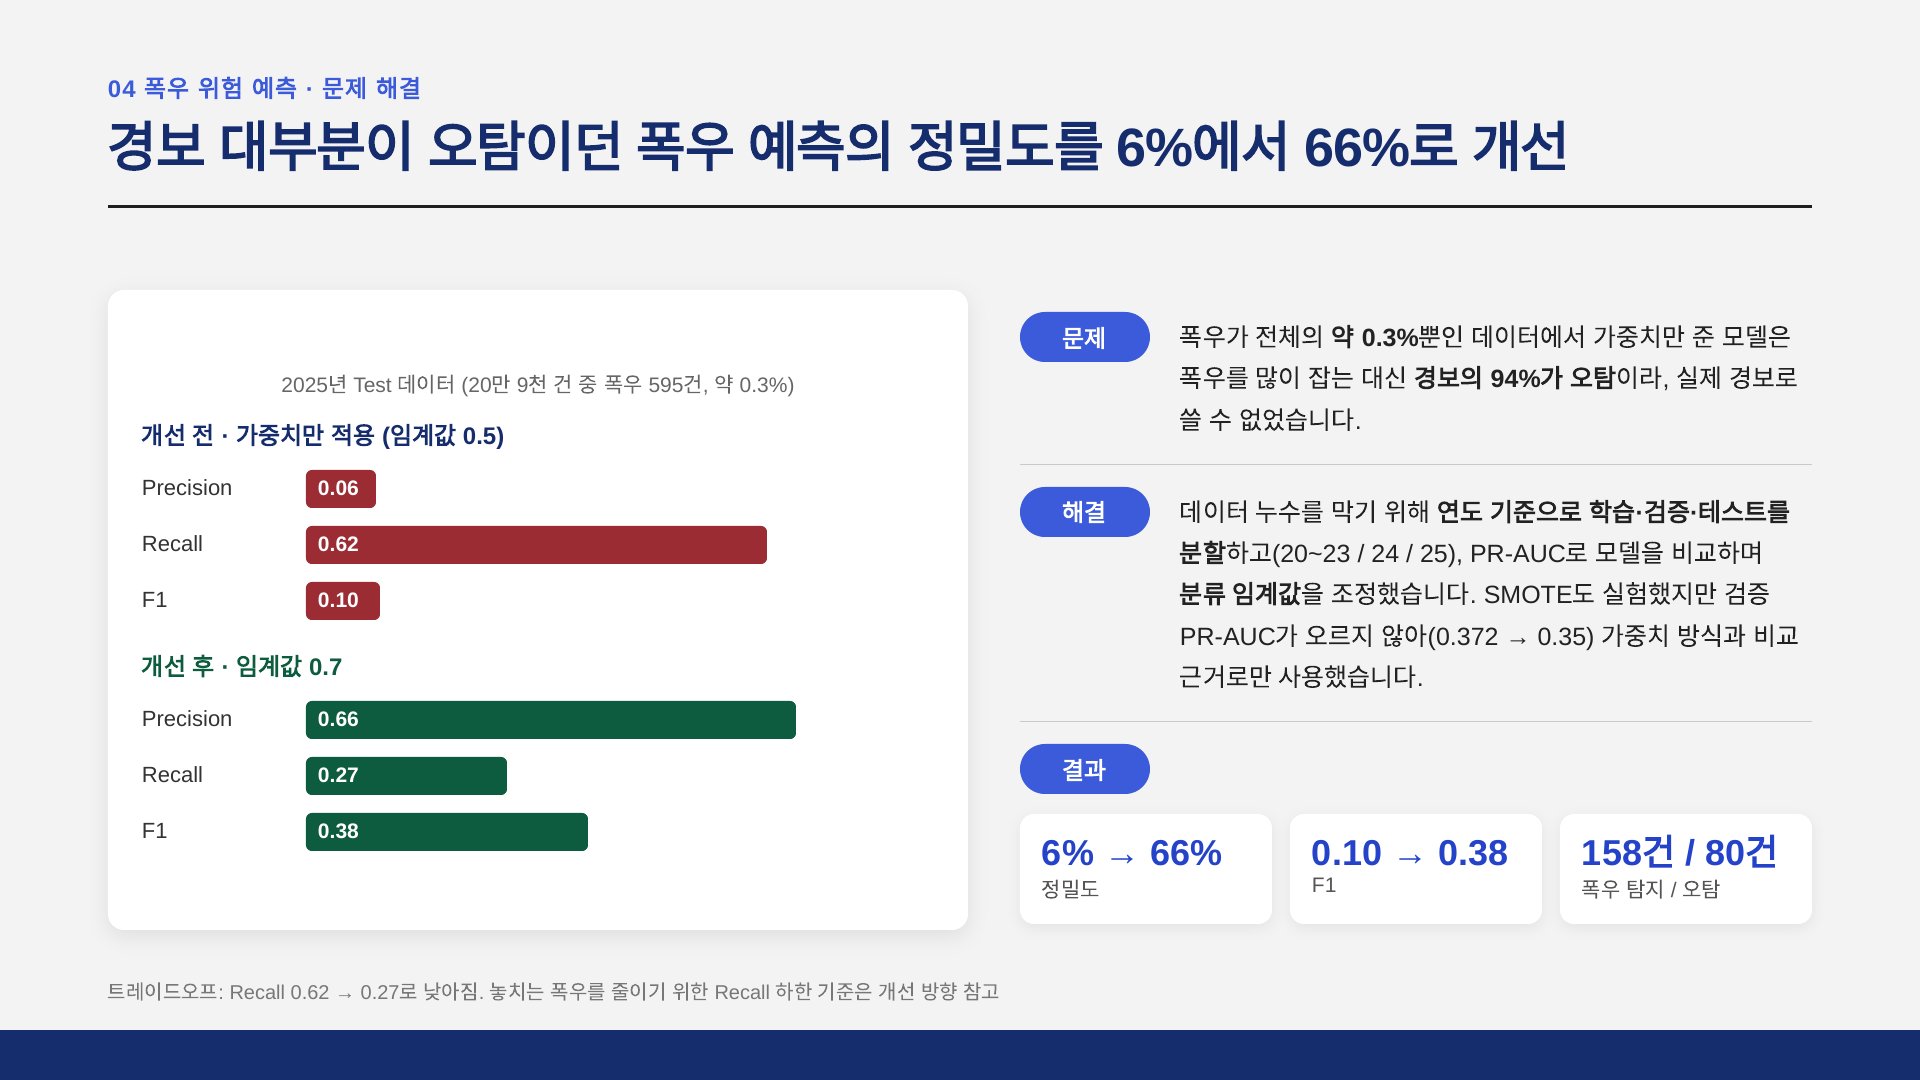 04 폭우 위험 예측 · 문제 해결
경보 대부분이 오탐이던 폭우 예측의 정밀도를 6%에서 66%로 개선
2025년 Test 데이터 (20만 9천 건 중 폭우 595건, 약 0.3%)
개선 전 · 가중치만 적용 (임계값 0.5)
Precision 0.06
Recall 0.62
F1 0.10
개선 후 · 임계값 0.7
Precision 0.66
Recall 0.27
F1 0.38
문제
폭우가 전체의 약 0.3%뿐인 데이터에서 가중치만 준 모델은
폭우를 많이 잡는 대신 경보의 94%가 오탐이라, 실제 경보로
쓸 수 없었습니다.
해결
데이터 누수를 막기 위해 연도 기준으로 학습·검증·테스트를
분할하고(20~23 / 24 / 25), PR-AUC로 모델을 비교하며
분류 임계값을 조정했습니다. SMOTE도 실험했지만 검증
PR-AUC가 오르지 않아(0.372 → 0.35) 가중치 방식과 비교
근거로만 사용했습니다.
결과
6% → 66%
정밀도
0.10 → 0.38
F1
158건 / 80건
폭우 탐지 / 오탐
트레이드오프: Recall 0.62 → 0.27로 낮아짐. 놓치는 폭우를 줄이기 위한 Recall 하한 기준은 개선 방향 참고